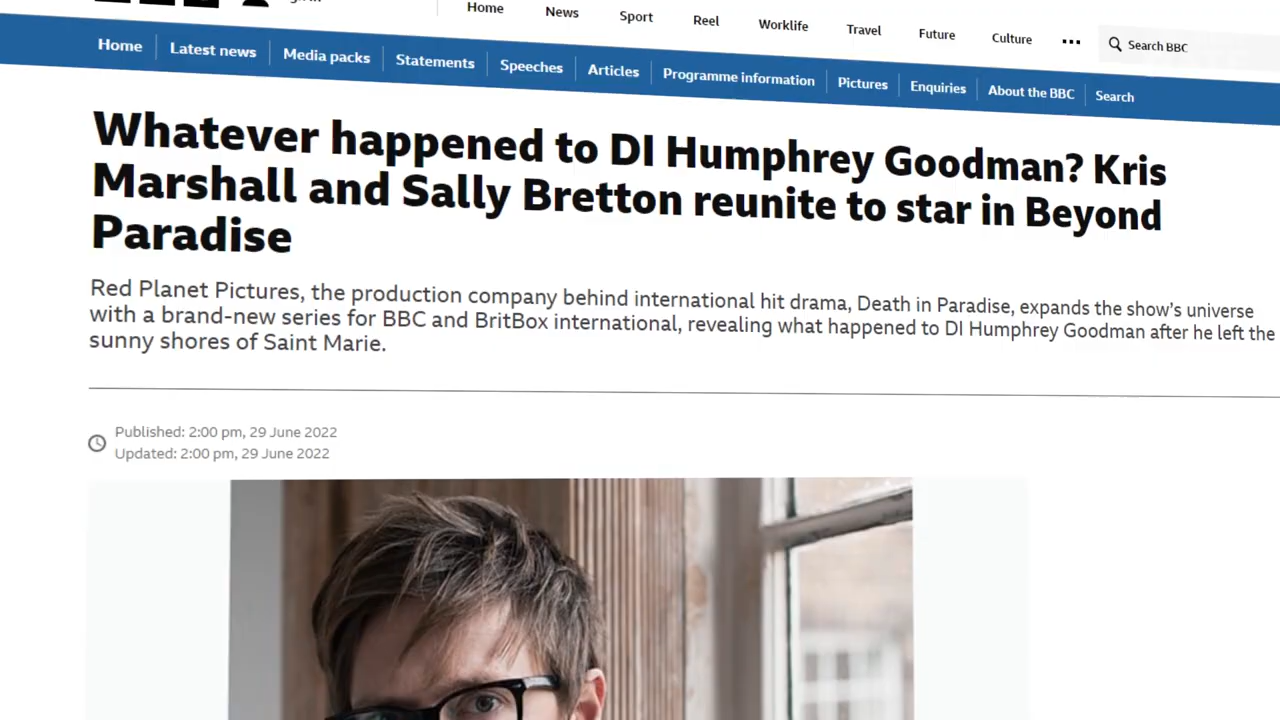 Home News Sport Reel Worklife Travel Future Culture ... Search BBC
Home Latest news Media packs Statements Speeches Articles Programme information Pictures Enquiries About the BBC Search
Whatever happened to DI Humphrey Goodman? Kris
Marshall and Sally Bretton reunite to star in Beyond
Paradise
Red Planet Pictures, the production company behind international hit drama, Death in Paradise, expands the show's universe
with a brand-new series for BBC and BritBox international, revealing what happened to DI Humphrey Goodman after he left the
sunny shores of Saint Marie.
Published: 2:00 pm, 29 June 2022
Updated: 2:00 pm, 29 June 2022